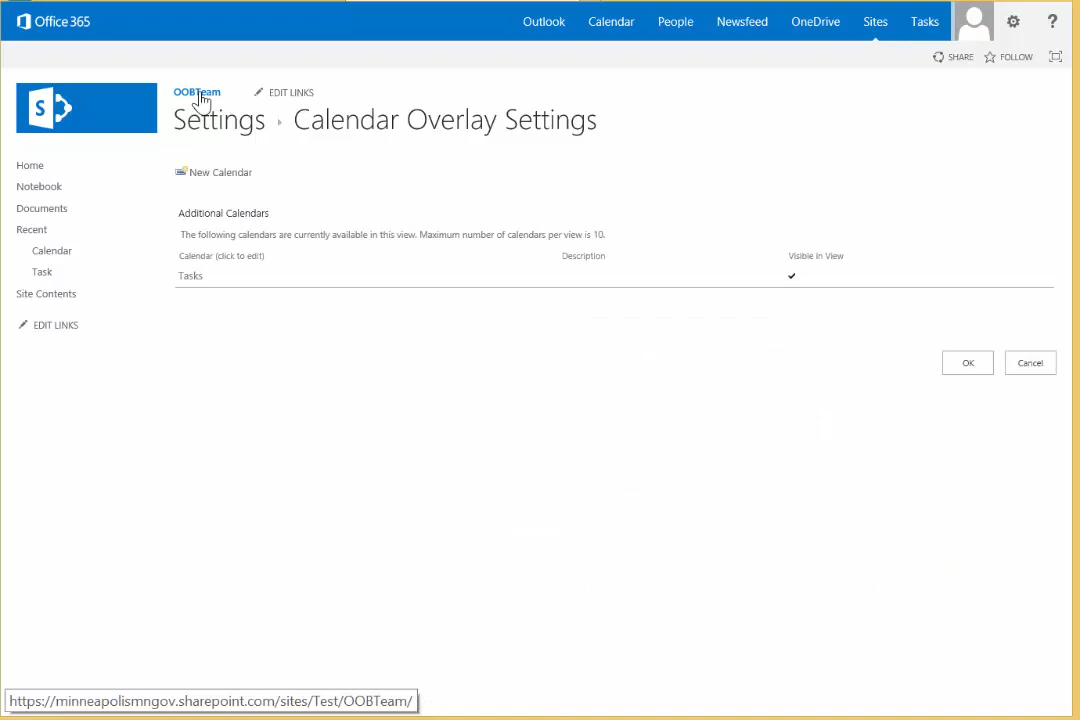 Office 365
Outlook Calendar People Newsfeed OneDrive Sites Tasks ?
SHARE FOLLOW
S
OOBTeam EDIT LINKS
Settings Calendar Overlay Settings
Home
Notebook
Documents
Recent
Calendar
Task
Site Contents
EDIT LINKS
New Calendar
Additional Calendars
The following calendars are currently available in this view. Maximum number of calendars per view is 10.
Calendar (click to edit) Description Visible In View
Tasks
OK Cancel
https://minneapolismngov.sharepoint.com/sites/Test/OOBTeam/